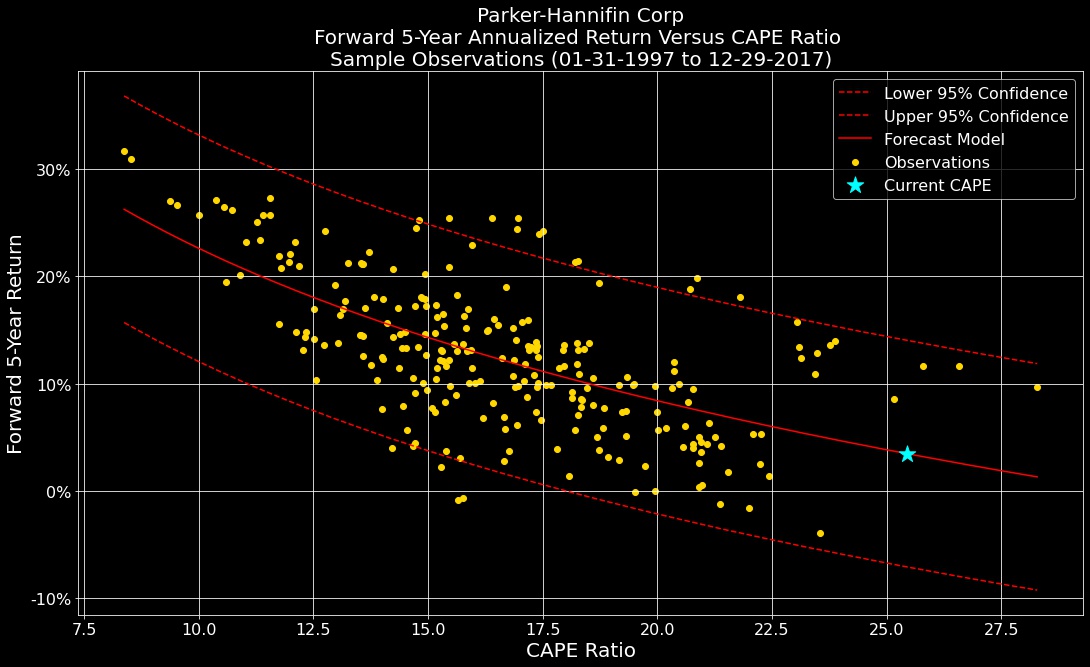 Parker-Hannifin Corp
Forward 5-Year Annualized Return Versus CAPE Ratio
Sample Observations (01-31-1997 to 12-29-2017)
Lower 95% Confidence
Upper 95% Confidence
Forecast Model
Observations
Current CAPE
Forward 5-Year Return
30%
20%
10%
0%
-10%
7.5 10.0 12.5 15.0 17.5 20.0 22.5 25.0 27.5
CAPE Ratio